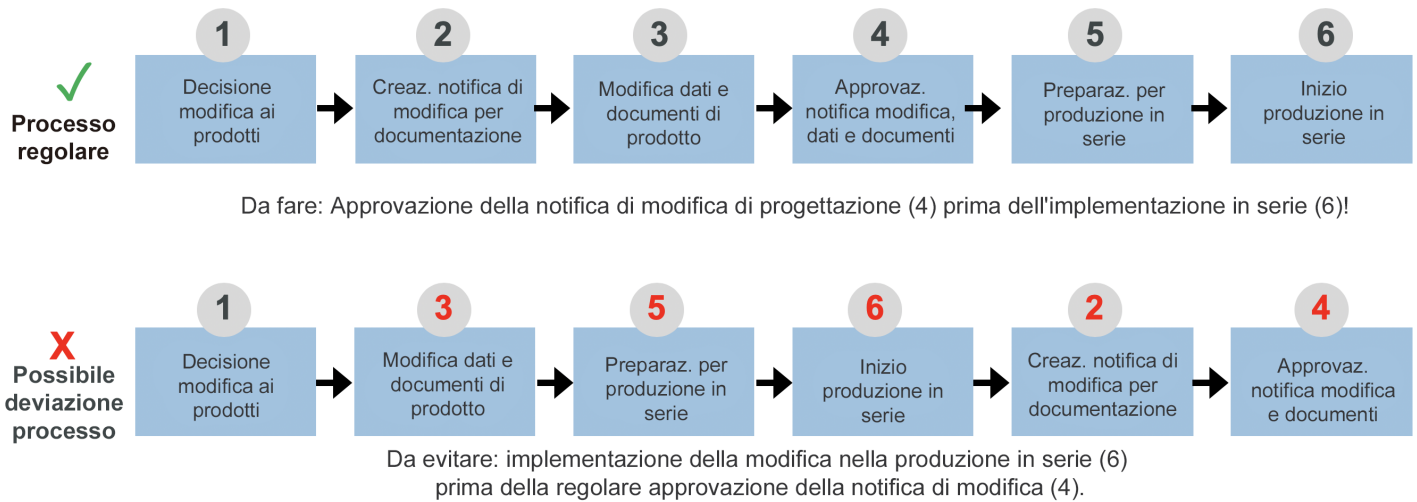 1
2
3
4
5
6
Decisione
modifica ai
prodotti
Creaz. notifica di
modifica per
documentazione
Modifica dati e
documenti di
prodotto
Approvaz.
notifica modifica,
dati e documenti
Preparaz. per
produzione in
serie
Inizio
produzione in
serie
Processo
regolare
Da fare: Approvazione della notifica di modifica di progettazione (4) prima dell'implementazione in serie (6)!
1
3
5
6
2
4
X
Possibile
deviazione
processo
Decisione
modifica ai
prodotti
Modifica dati e
documenti di
prodotto
Preparaz. per
produzione in
serie
Inizio
produzione in
serie
Creaz. notifica di
modifica per
documentazione
Approvaz.
notifica modifica
e documenti
Da evitare: implementazione della modifica nella produzione in serie (6)
prima della regolare approvazione della notifica di modifica (4).